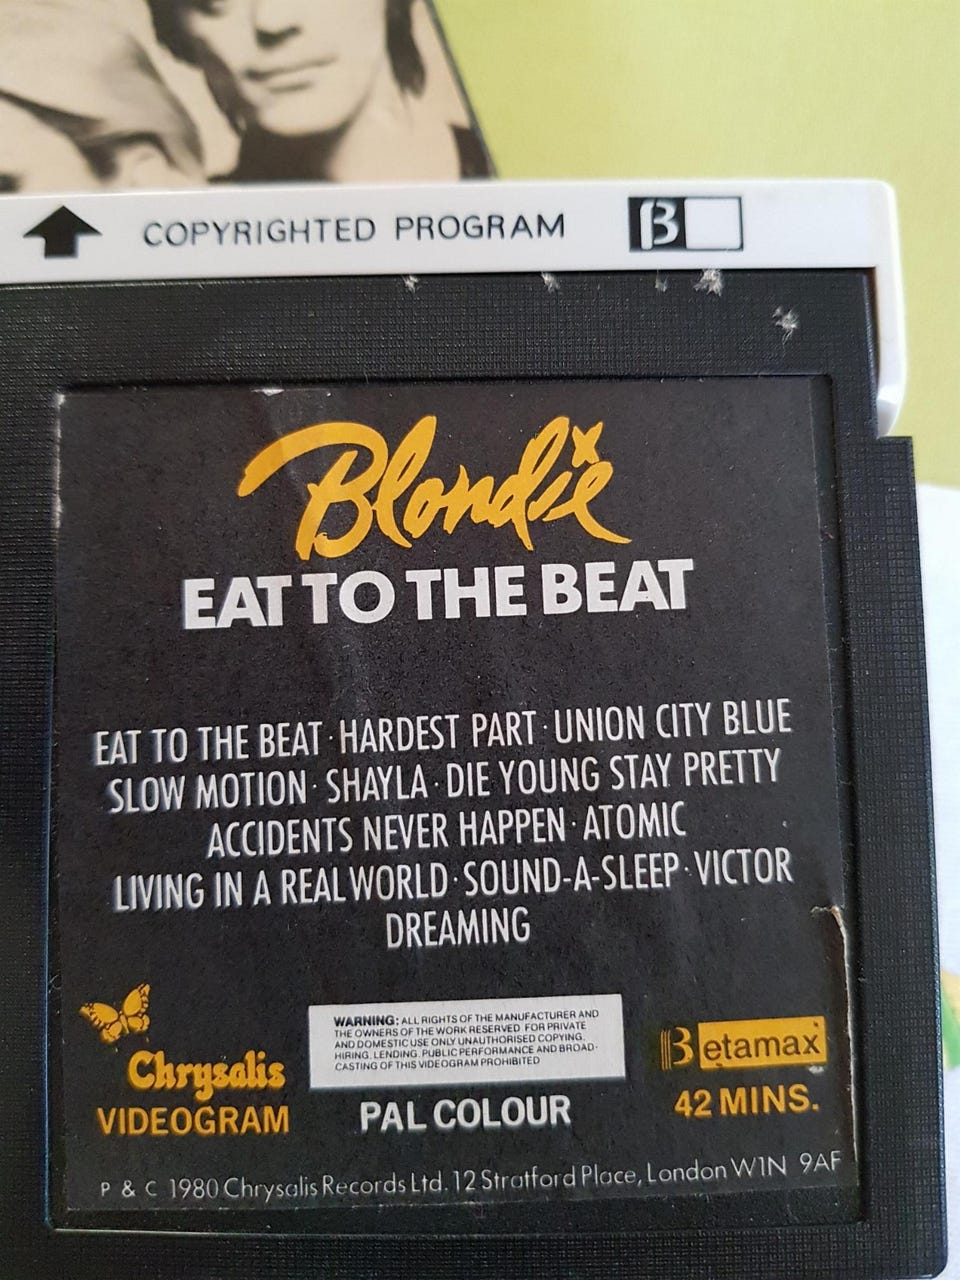 COPYRIGHTED PROGRAM β
Blondie
EAT TO THE BEAT
EAT TO THE BEAT · HARDEST PART · UNION CITY BLUE
SLOW MOTION · SHAYLA · DIE YOUNG STAY PRETTY
ACCIDENTS NEVER HAPPEN · ATOMIC
LIVING IN A REAL WORLD · SOUND-A-SLEEP · VICTOR
DREAMING
WARNING: ALL RIGHTS OF THE MANUFACTURER AND
THE OWNERS OF THE WORK RESERVED FOR PRIVATE
AND DOMESTIC USE ONLY UNAUTHORISED COPYING,
HIRING, LENDING, PUBLIC PERFORMANCE AND BROAD-
CASTING OF THIS VIDEOGRAM PROHIBITED
Chrysalis
VIDEOGRAM
PAL COLOUR
Betamax
42 MINS.
P & C 1980 Chrysalis Records Ltd. 12 Stratford Place, London W1N 9AF